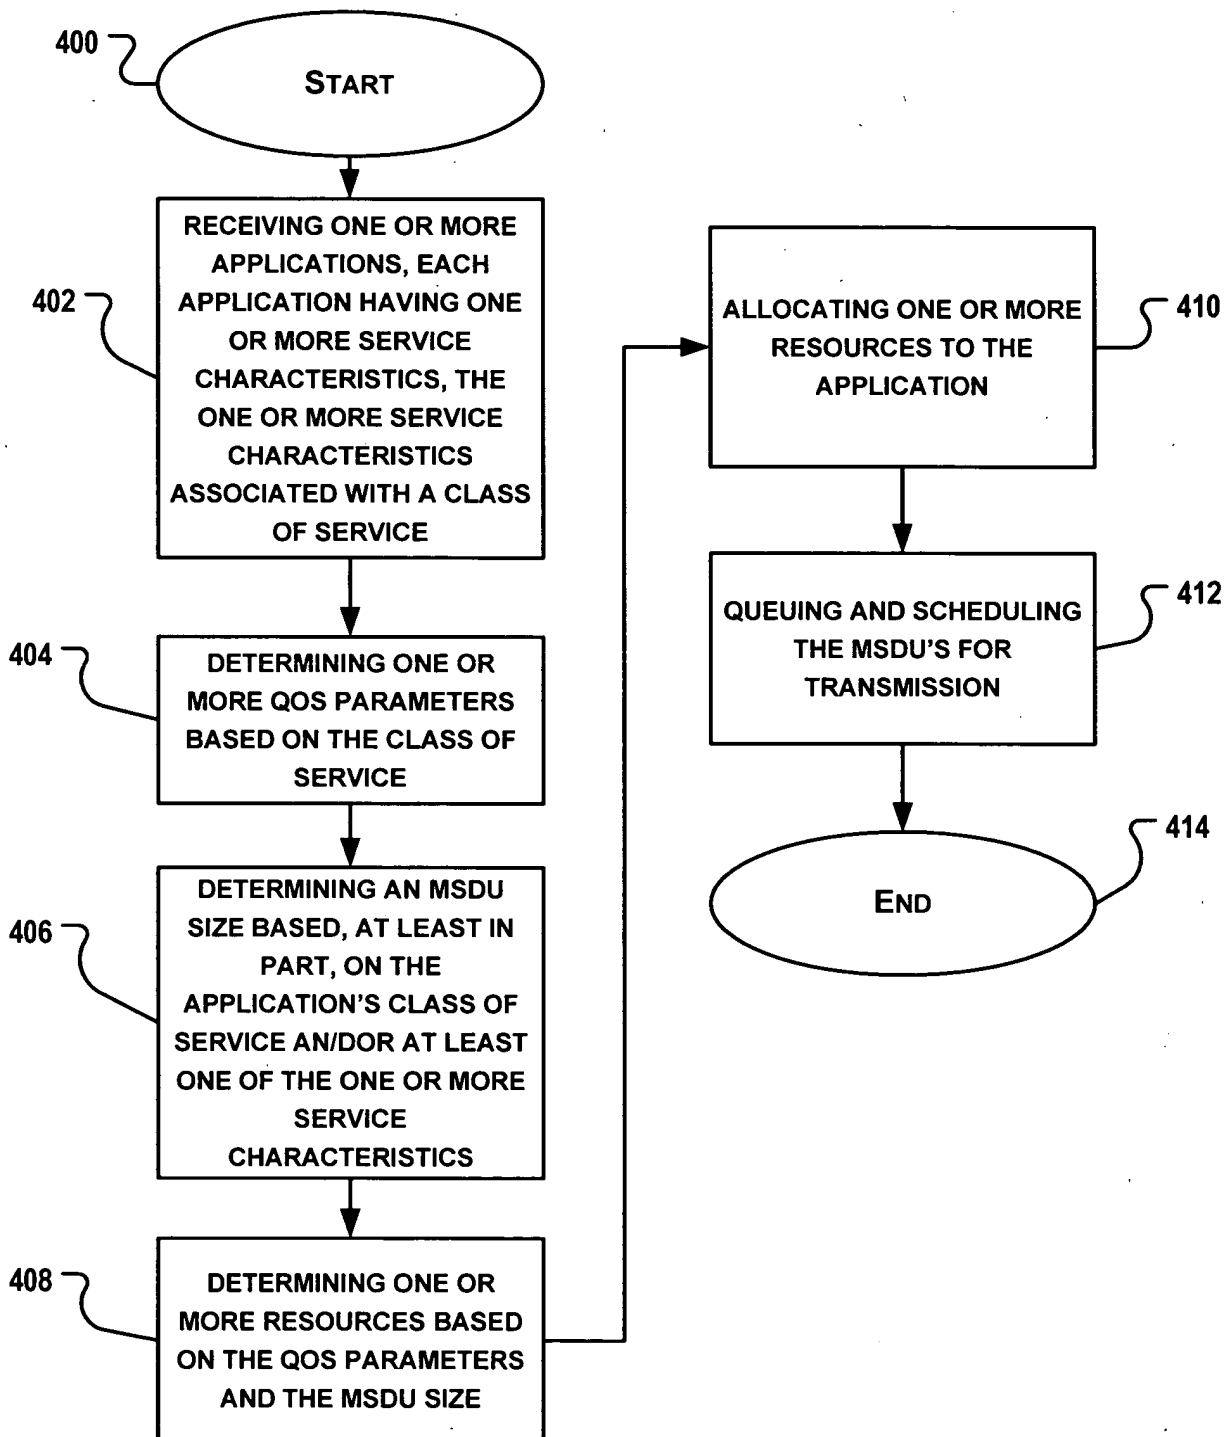 400
START
402
RECEIVING ONE OR MORE
APPLICATIONS, EACH
APPLICATION HAVING ONE
OR MORE SERVICE
CHARACTERISTICS, THE
ONE OR MORE SERVICE
CHARACTERISTICS
ASSOCIATED WITH A CLASS
OF SERVICE
404
DETERMINING ONE OR
MORE QOS PARAMETERS
BASED ON THE CLASS OF
SERVICE
406
DETERMINING AN MSDU
SIZE BASED, AT LEAST IN
PART, ON THE
APPLICATION'S CLASS OF
SERVICE AN/DOR AT LEAST
ONE OF THE ONE OR MORE
SERVICE
CHARACTERISTICS
408
DETERMINING ONE OR
MORE RESOURCES BASED
ON THE QOS PARAMETERS
AND THE MSDU SIZE
410
ALLOCATING ONE OR MORE
RESOURCES TO THE
APPLICATION
412
QUEUING AND SCHEDULING
THE MSDU'S FOR
TRANSMISSION
414
END